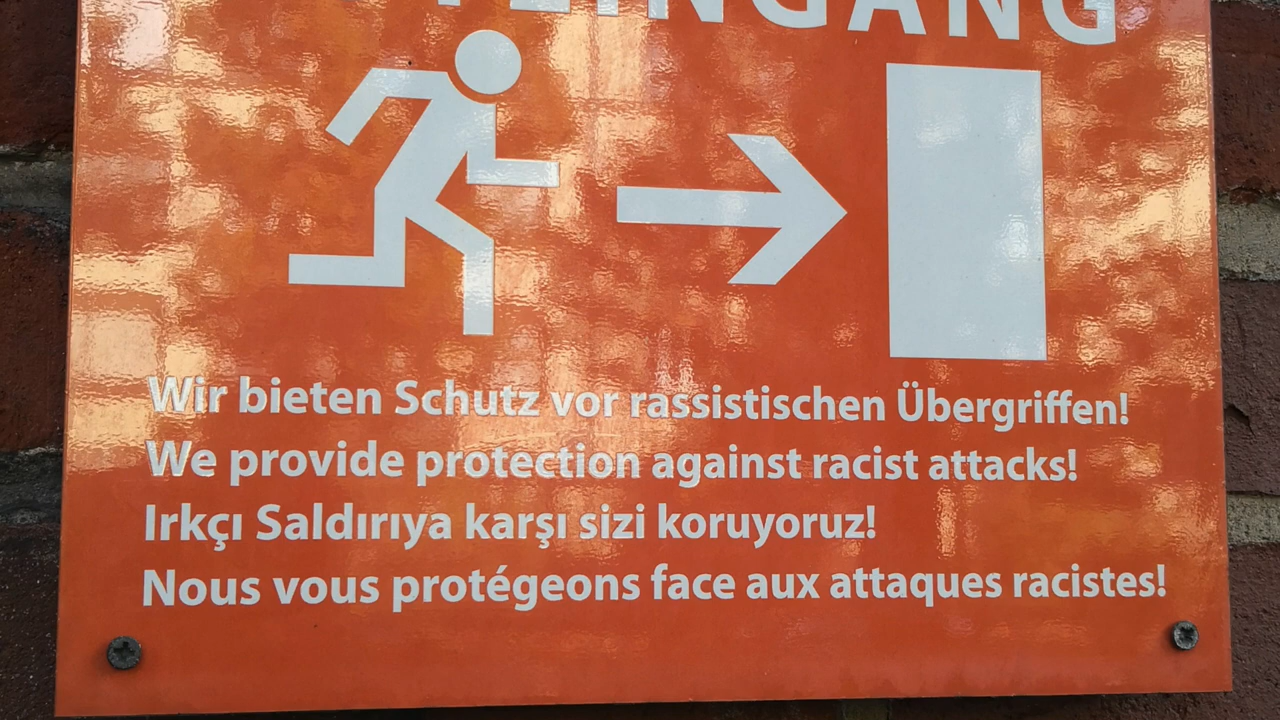 Wir bieten Schutz vor rassistischen Übergriffen!
We provide protection against racist attacks!
Irkçı Saldırıya karşı sizi koruyoruz!
Nous vous protégeons face aux attaques racistes!